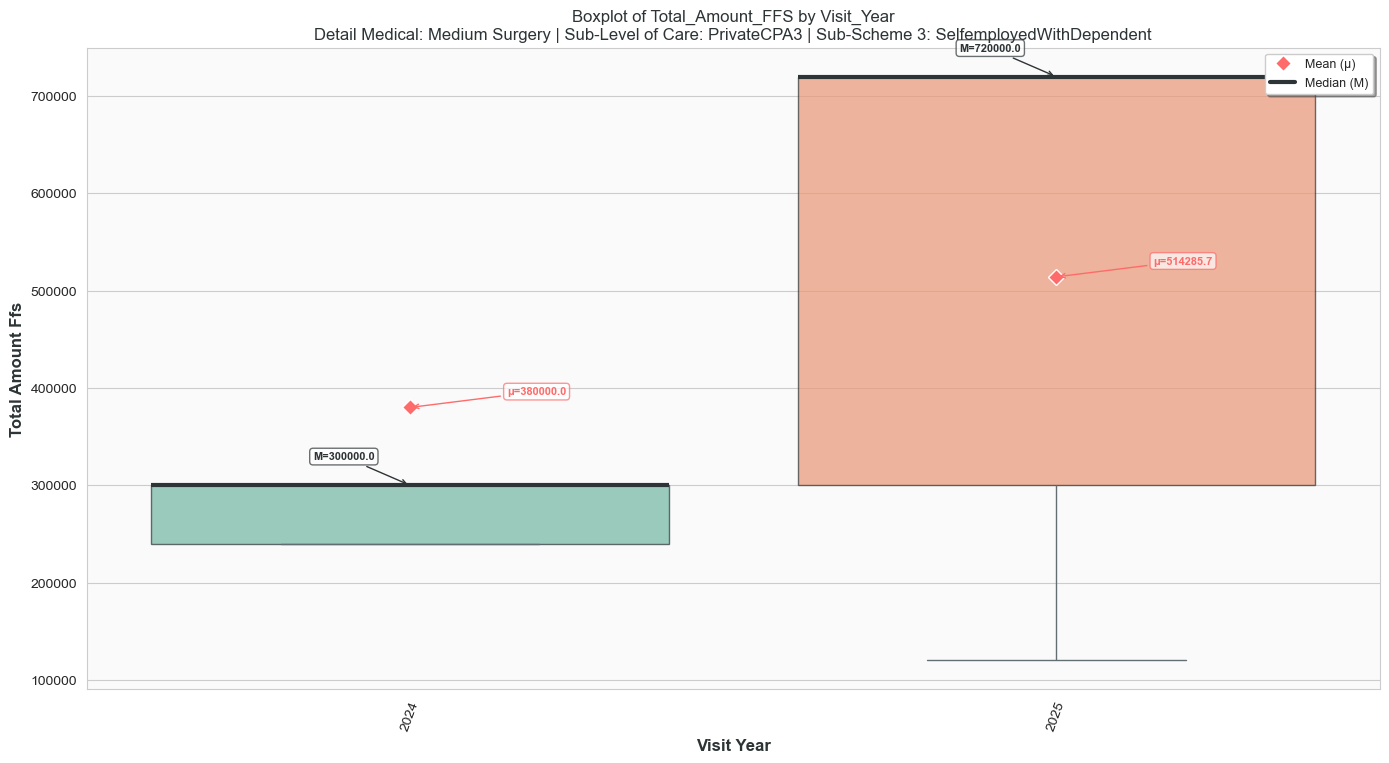 Boxplot of Total_Amount_FFS by Visit_Year
Detail Medical: Medium Surgery | Sub-Level of Care: PrivateCPA3 | Sub-Scheme 3: SelfemployedWithDependent
M=720000.0
Mean (μ)
Median (M)
700000
600000
μ=514285.7
500000
400000
μ=380000.0
M=300000.0
300000
200000
100000
Total Amount Ffs
2024
2025
Visit Year